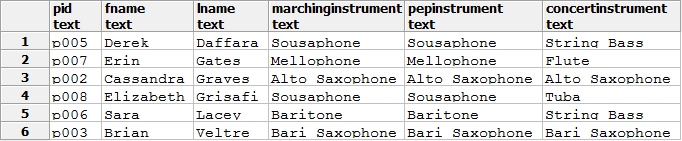 pid fname lname marchinginstrument pepinstrument concertinstrument
text text text text text text
1 p005 Derek Daffara Sousaphone Sousaphone String Bass
2 p007 Erin Gates Mellophone Mellophone Flute
3 p002 Cassandra Graves Alto Saxophone Alto Saxophone Alto Saxophone
4 p008 Elizabeth Grisafi Sousaphone Sousaphone Tuba
5 p006 Sara Lacey Baritone Baritone String Bass
6 p003 Brian Veltre Bari Saxophone Bari Saxophone Bari Saxophone